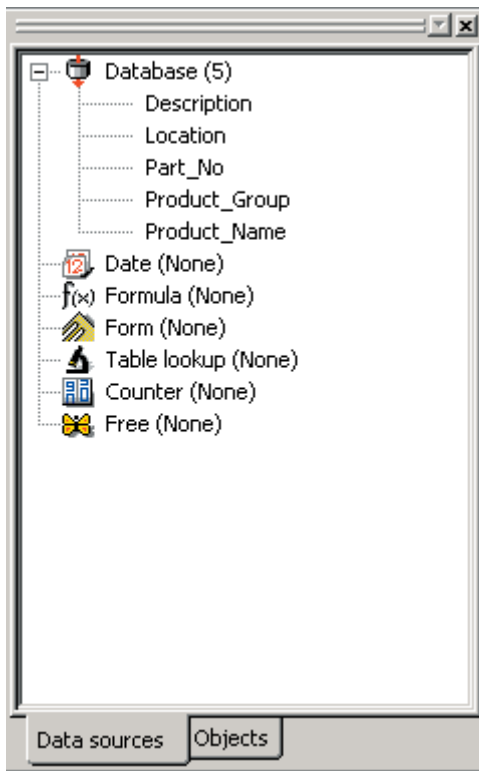 Database (5)
Description
Location
Part_No
Product_Group
Product_Name
Date (None)
f(x) Formula (None)
Form (None)
Table lookup (None)
Counter (None)
Free (None)
Data sources Objects